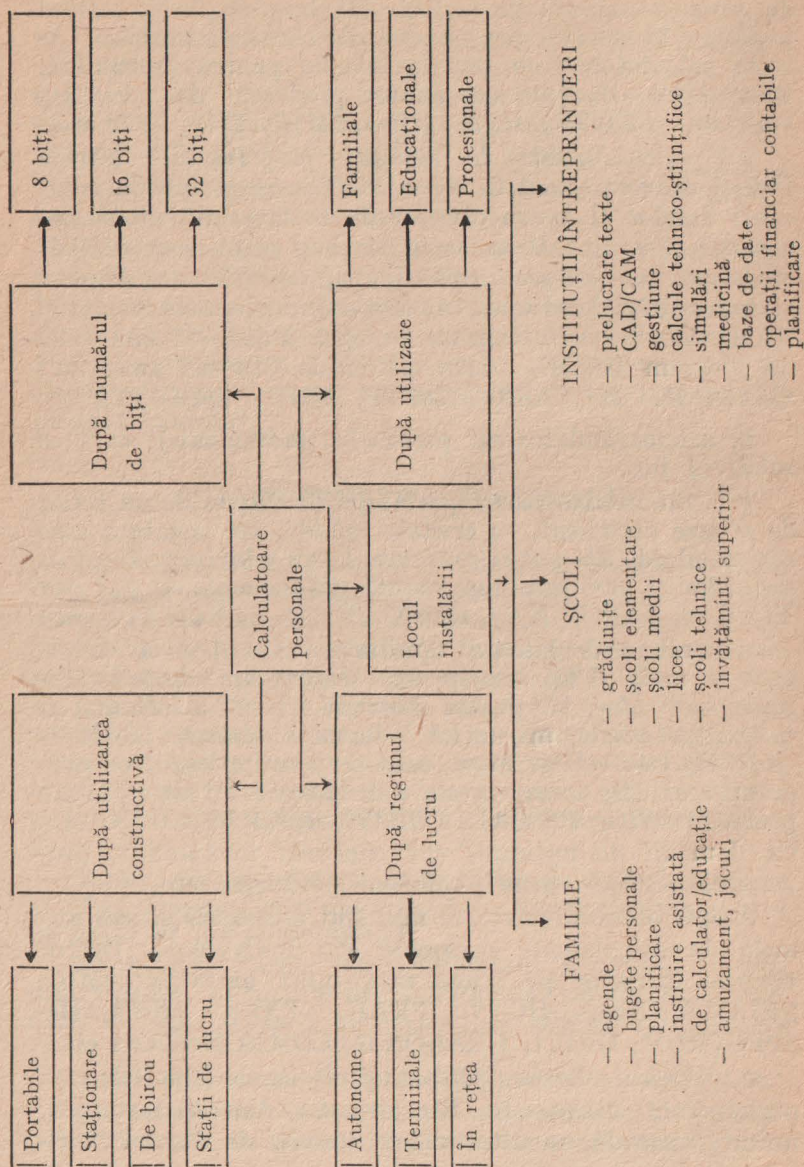 Portabile
Staționare
De birou
Stații de lucru
După utilizarea
constructivă
După numărul
de biți
8 biți
16 biți
32 biți
Calculatoare
personale
Autonome
Terminale
În rețea
După regimul
de lucru
Locul
instalării
După utilizare
Familiale
Educaționale
Profesionale
FAMILIE
— agende
— bugete personale
— planificare
— instruire asistată
de calculator/educație
— amuzament, jocuri
ȘCOLI
— grădinițe
— școli elementare
— școli medii
— licee
— școli tehnice
— învățămînt superior
INSTITUȚII/ÎNTREPRINDERI
— prelucrare texte
— CAD/CAM
— gestiune
— calcule tehnico-științifice
— simulări
— medicină
— baze de date
— operații financiar contabile
— planificare